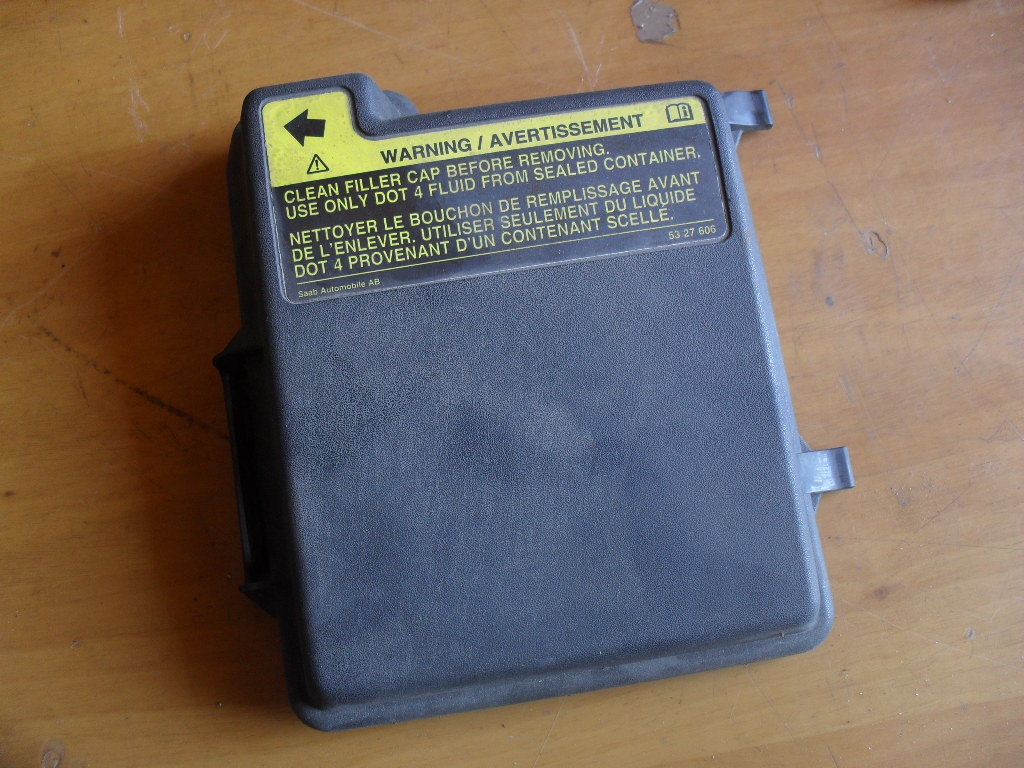 WARNING / AVERTISSEMENT
CLEAN FILLER CAP BEFORE REMOVING.
USE ONLY DOT 4 FLUID FROM SEALED CONTAINER.
NETTOYER LE BOUCHON DE REMPLISSAGE AVANT
DE L'ENLEVER. UTILISER SEULEMENT DU LIQUIDE
DOT 4 PROVENANT D'UN CONTENANT SCELLÉ.
53 27 606
Saab Automobile AB